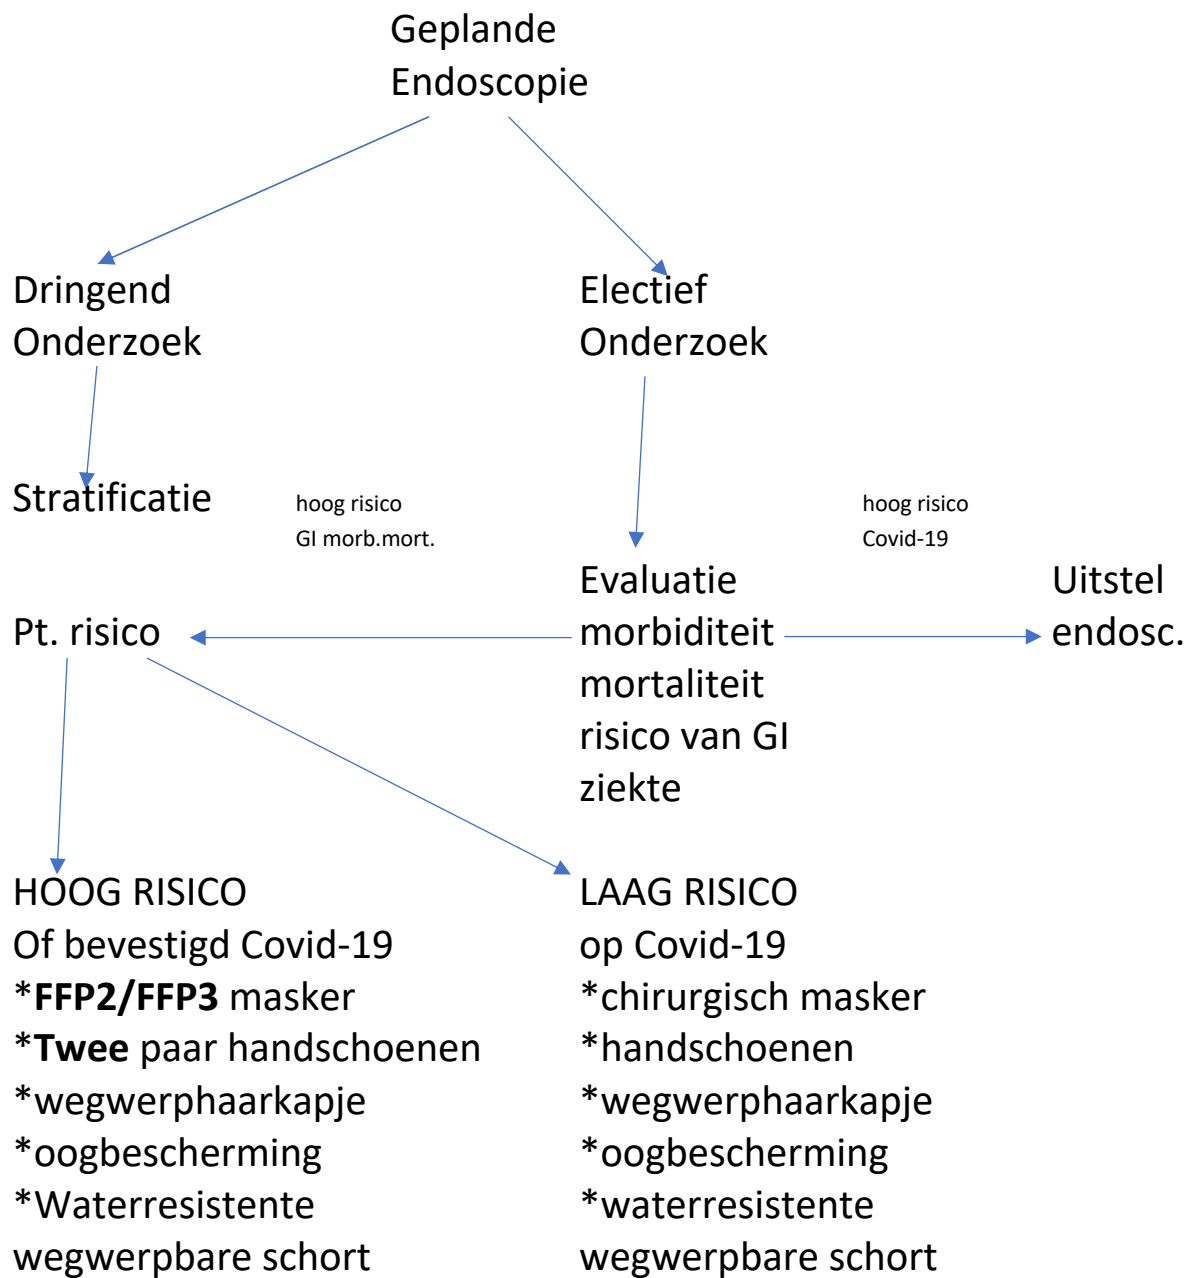 Geplande
Endoscopie
Dringend
Onderzoek
Electief
Onderzoek
Stratificatie
hoog risico
GI morb.mort.
hoog risico
Covid-19
Pt. risico
Evaluatie
morbiditeit
mortaliteit
risico van GI
ziekte
Uitstel
endosc.
HOOG RISICO
Of bevestigd Covid-19
*FFP2/FFP3 masker
*Twee paar handschoenen
*wegwerphaarkapje
*oogbescherming
*Waterresistente
wegwerpbare schort
LAAG RISICO
op Covid-19
*chirurgisch masker
*handschoenen
*wegwerphaarkapje
*oogbescherming
*waterresistente
wegwerpbare schort